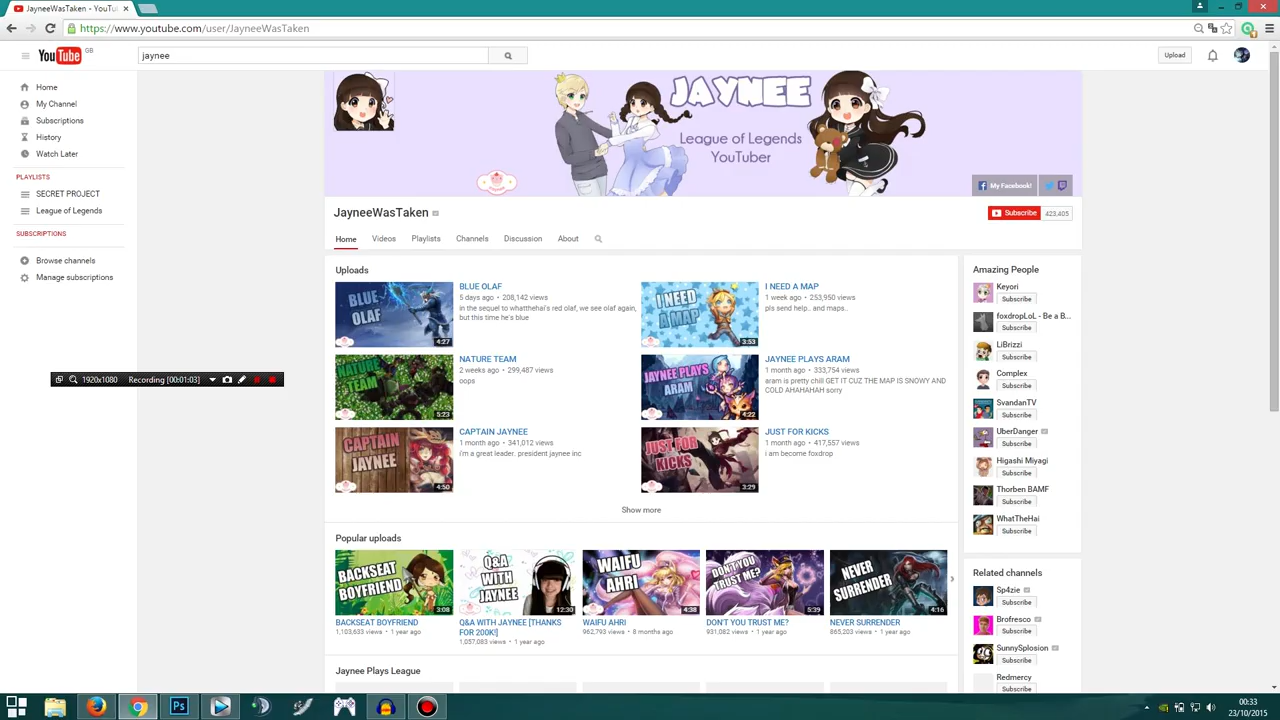 JayneeWasTaken - YouTu
https://www.youtube.com/user/JayneeWasTaken
YouTube GB
jaynee
Upload
Home
My Channel
Subscriptions
History
Watch Later
PLAYLISTS
SECRET PROJECT
League of Legends
SUBSCRIPTIONS
Browse channels
Manage subscriptions
1920x1080 Recording [00:01:03]
JAYNEE
League of Legends
YouTuber
My Facebook!
JayneeWasTaken
Subscribe 423,405
Home Videos Playlists Channels Discussion About
Uploads
BLUE OLAF
4:27
BLUE OLAF
5 days ago • 208,142 views
in the sequel to whatthehai's red olaf, we see olaf again,
but this time he's blue
I NEED A MAP
3:53
I NEED A MAP
1 week ago • 253,950 views
pls send help.. and maps..
NATURE TEAM
5:23
NATURE TEAM
2 weeks ago • 299,487 views
oops
JAYNEE PLAYS ARAM
4:22
JAYNEE PLAYS ARAM
1 month ago • 333,754 views
aram is pretty chill GET IT CUZ THE MAP IS SNOWY AND
COLD AHAHAHAH sorry
CAPTAIN JAYNEE
4:50
CAPTAIN JAYNEE
1 month ago • 341,012 views
i'm a great leader. president jaynee inc.
JUST FOR KICKS
3:29
JUST FOR KICKS
1 month ago • 417,557 views
i am become foxdrop
Show more
Popular uploads
BACKSEAT BOYFRIEND
3:08
BACKSEAT BOYFRIEND
1,103,633 views • 1 year ago
Q&A WITH JAYNEE
12:30
Q&A WITH JAYNEE [THANKS
FOR 200K!]
1,057,083 views • 1 year ago
WAIFU AHRI
4:38
WAIFU AHRI
962,793 views • 8 months ago
DON'T YOU TRUST ME?
5:39
DON'T YOU TRUST ME?
931,082 views • 1 year ago
NEVER SURRENDER
4:16
NEVER SURRENDER
865,203 views • 1 year ago
Jaynee Plays League
Amazing People
Keyori
Subscribe
foxdropLoL - Be a B...
Subscribe
LiBrizzi
Subscribe
Complex
Subscribe
SvandanTV
Subscribe
UberDanger
Subscribe
Higashi Miyagi
Subscribe
Thorben BAMF
Subscribe
WhatTheHai
Subscribe
Related channels
Sp4zie
Subscribe
Brofresco
Subscribe
SunnySplosion
Subscribe
Redmercy
Subscribe
Ps
00:33
23/10/2015